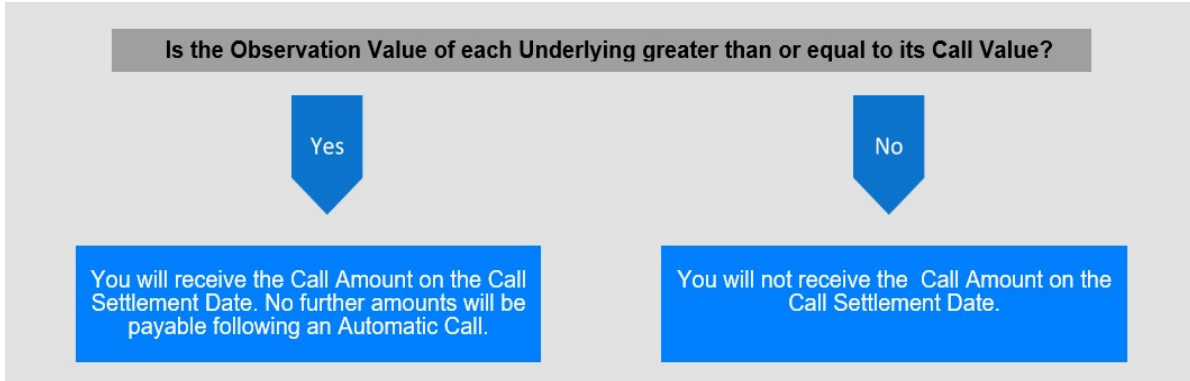 Is the Observation Value of each Underlying greater than or equal to its Call Value?
Yes
No
You will receive the Call Amount on the Call
Settlement Date. No further amounts will be
payable following an Automatic Call.
You will not receive the  Call Amount on the
Call Settlement Date.